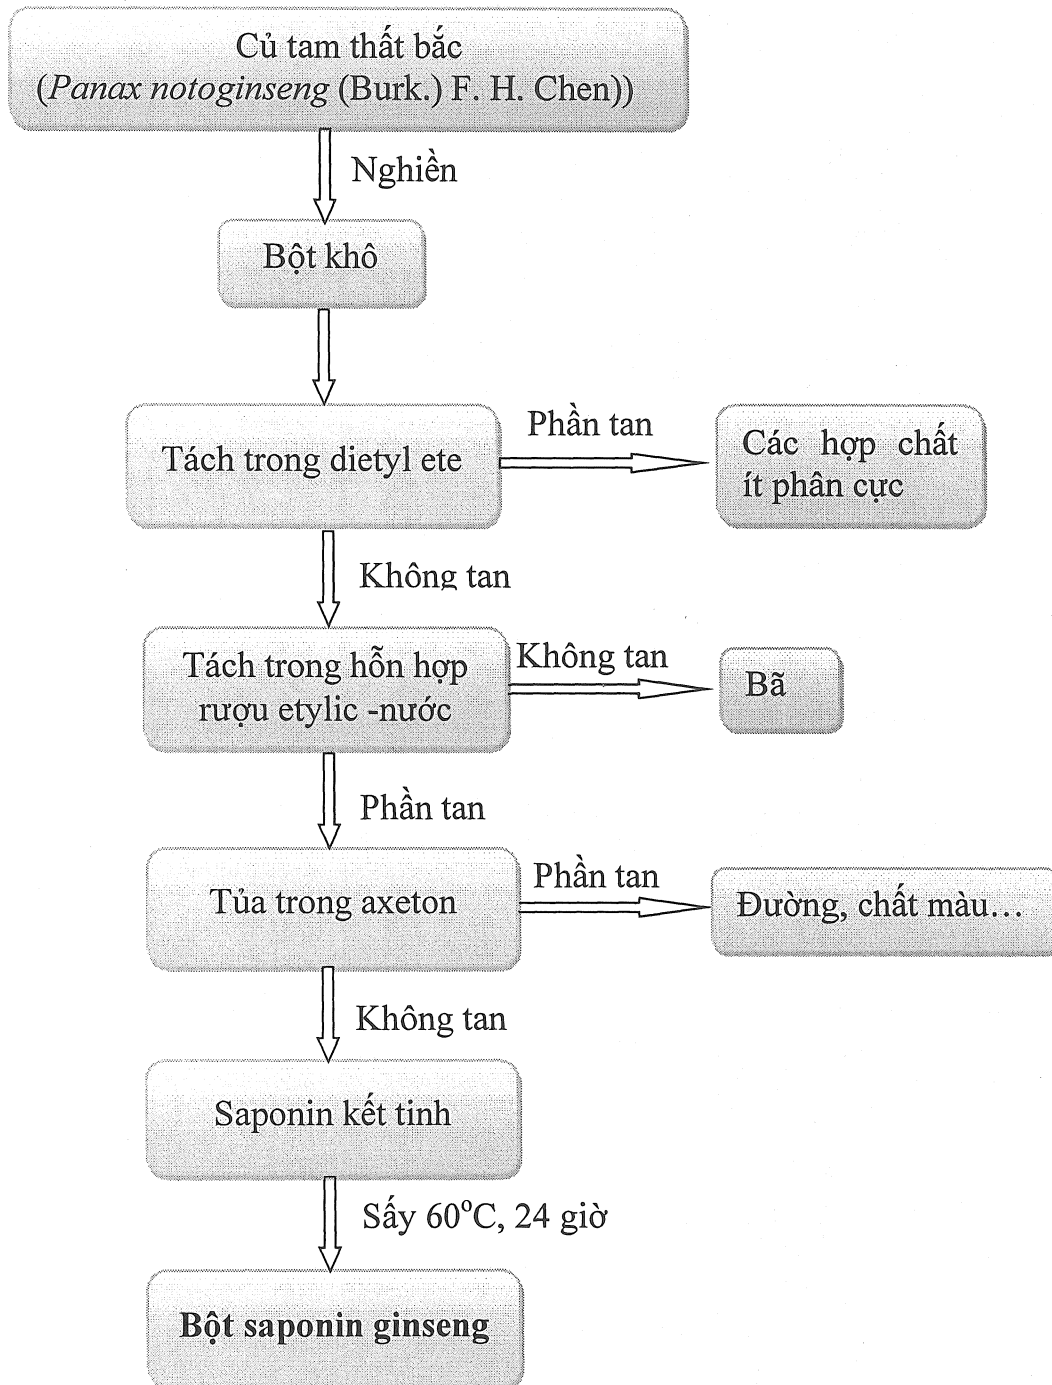 Củ tam thất bắc
(Panax notoginseng (Burk.) F. H. Chen))
Nghiền
Bột khô
Tách trong dietyl ete
Phần tan
Các hợp chất
ít phân cực
Không tan
Tách trong hỗn hợp
rượu etylic -nước
Không tan
Bã
Phần tan
Tủa trong axeton
Phần tan
Đường, chất màu...
Không tan
Saponin kết tinh
Sấy 60°C, 24 giờ
Bột saponin ginseng